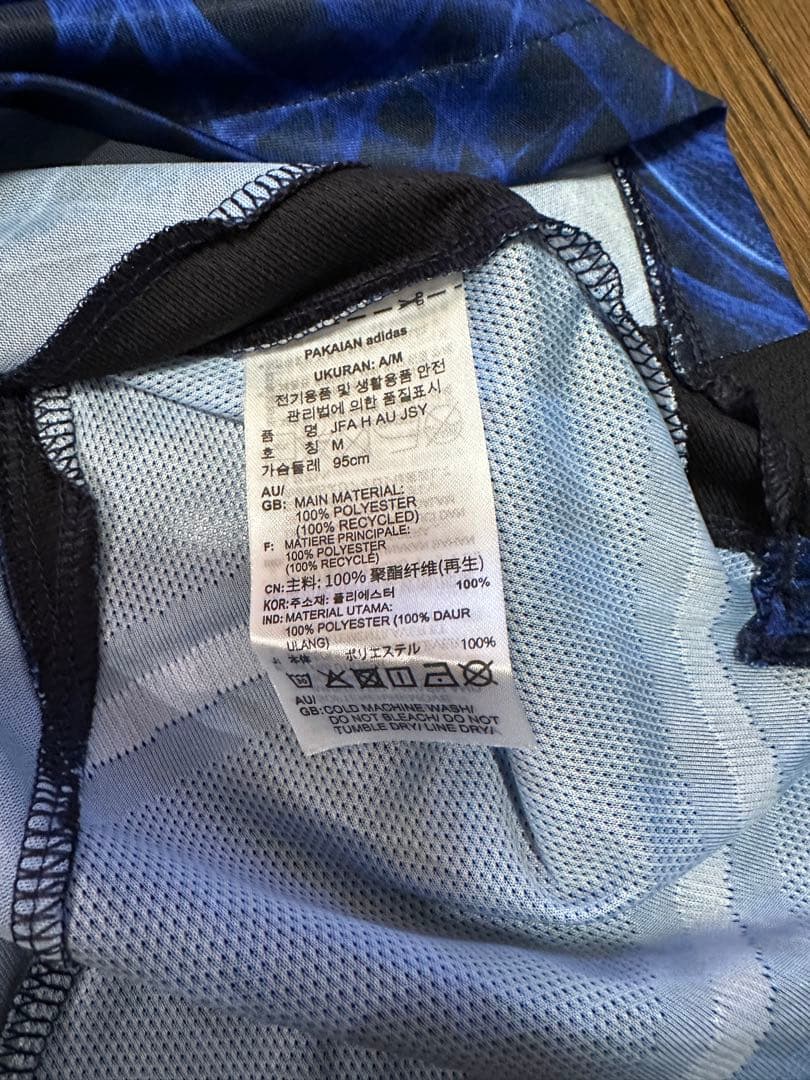 PAKAIAN adidas
UKURAN: A/M
전기용품 및 생활용품 안전
관리법에 의한 품질표시
품 명 JFA H AU JSY
호 칭 M
가슴둘레 95cm
AU/
GB: MAIN MATERIAL:
100% POLYESTER
(100% RECYCLED)
F: MATIERE PRINCIPALE:
100% POLYESTER
(100% RECYCLE)
CN: 主料: 100% 聚酯纤维(再生)
KOR: 주소재: 폴리에스터 100%
IND: MATERIAL UTAMA:
100% POLYESTER (100% DAUR
ULANG)
本体 ポリエステル 100%
AU/
GB: COLD MACHINE WASH/
DO NOT BLEACH/ DO NOT
TUMBLE DRY/ LINE DRY/